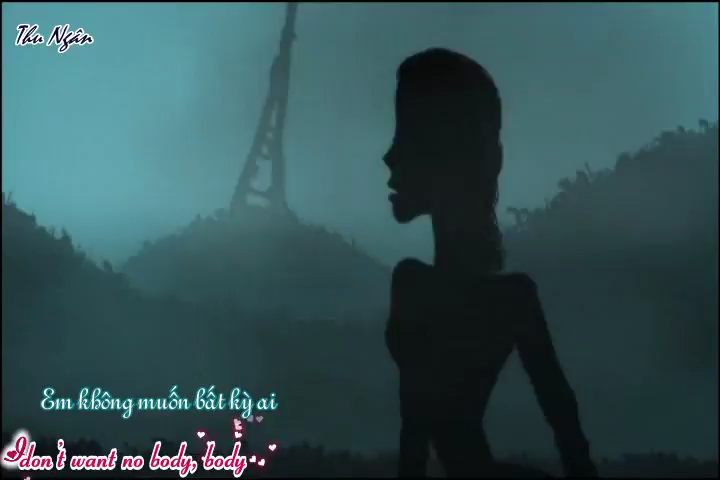 Thu Ngân
Em không muốn bất kỳ ai
I don't want no body, body